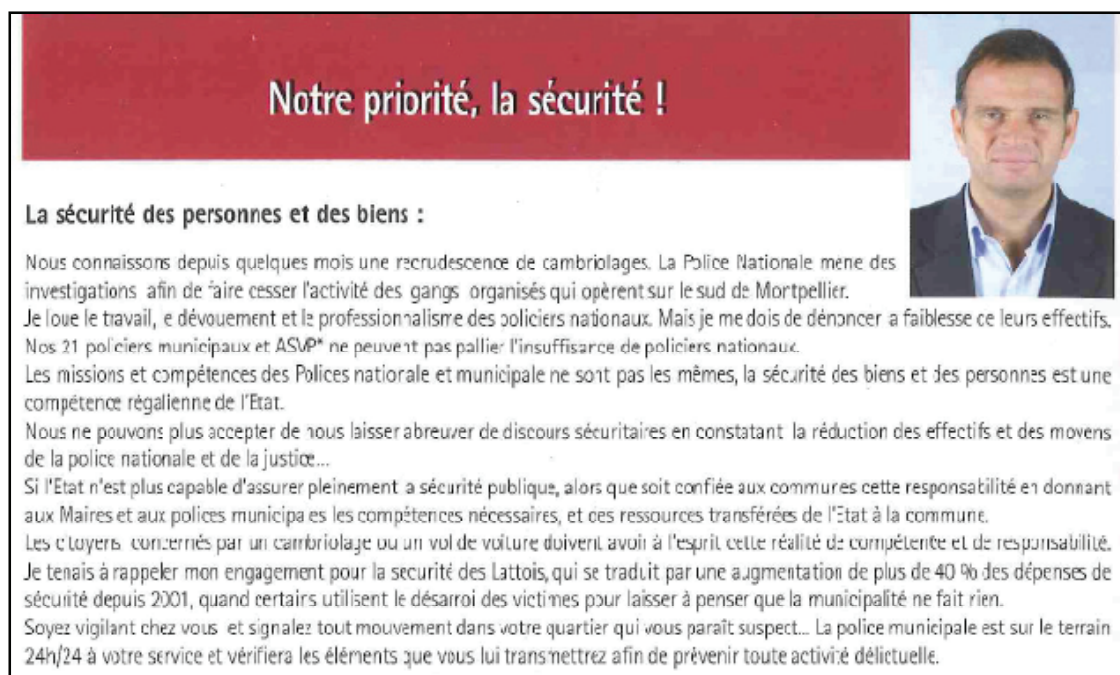 Notre priorité, la sécurité !
La sécurité des personnes et des biens :
Nous connaissons depuis quelques mois une recrudescence de cambriolages. La Police Nationale mène des
investigations afin de faire cesser l'activité des gangs organisés qui opèrent sur le sud de Montpellier.
Je loue le travail, le dévouement et le professionnalisme des policiers nationaux. Mais je me dois de dénoncer la faiblesse de leurs effectifs.
Nos 21 policiers municipaux et ASVP* ne peuvent pas pallier l'insuffisance de policiers nationaux.
Les missions et compétences des Polices nationale et municipale ne sont pas les mêmes, la sécurité des biens et des personnes est une
compétence régalienne de l'Etat.
Nous ne pouvons plus accepter de nous laisser abreuver de discours sécuritaires en constatant la réduction des effectifs et des moyens
de la police nationale et de la justice...
Si l'Etat n'est plus capable d'assurer pleinement la sécurité publique, alors que soit confiée aux communes cette responsabilité en donnant
aux Maires et aux polices municipales les compétences nécessaires, et des ressources transférées de l'Etat à la commune.
Les citoyens concernés par un cambriolage ou un vol de voiture doivent avoir à l'esprit cette réalité de compétence et de responsabilité.
Je tenais à rappeler mon engagement pour la sécurité des Lattois, qui se traduit par une augmentation de plus de 40 % des dépenses de
sécurité depuis 2001, quand certains utilisent le désarroi des victimes pour laisser à penser que la municipalité ne fait rien.
Soyez vigilant chez vous et signalez tout mouvement dans votre quartier qui vous paraît suspect... La police municipale est sur le terrain
24h/24 à votre service et vérifiera les éléments que vous lui transmettrez afin de prévenir toute activité délictuelle.